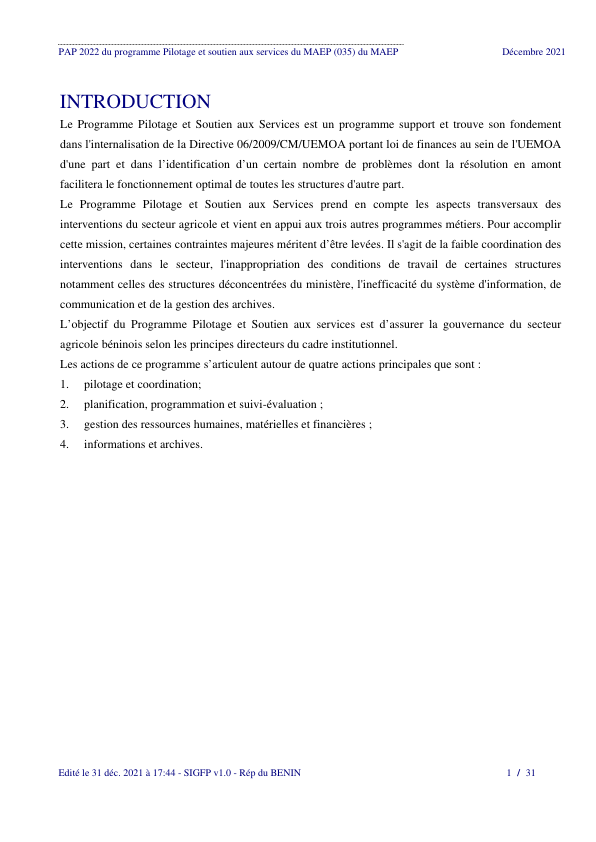 PAP 2022 du programme Pilotage et soutien aux services du MAEP (035) du MAEP Décembre 2021
INTRODUCTION
Le Programme Pilotage et Soutien aux Services est un programme support et trouve son fondement
dans l'internalisation de la Directive 06/2009/CM/UEMOA portant loi de finances au sein de l'UEMOA
d'une part et dans l’identification d’un certain nombre de problèmes dont la résolution en amont
facilitera le fonctionnement optimal de toutes les structures d'autre part.
Le Programme Pilotage et Soutien aux Services prend en compte les aspects transversaux des
interventions du secteur agricole et vient en appui aux trois autres programmes métiers. Pour accomplir
cette mission, certaines contraintes majeures méritent d’être levées. Il s'agit de la faible coordination des
interventions dans le secteur, l'inappropriation des conditions de travail de certaines structures
notamment celles des structures déconcentrées du ministère, l'inefficacité du système d'information, de
communication et de la gestion des archives.
L’objectif du Programme Pilotage et Soutien aux services est d’assurer la gouvernance du secteur
agricole béninois selon les principes directeurs du cadre institutionnel.
Les actions de ce programme s’articulent autour de quatre actions principales que sont :
1. pilotage et coordination;
2. planification, programmation et suivi-évaluation ;
3. gestion des ressources humaines, matérielles et financières ;
4. informations et archives.
Edité le 31 déc. 2021 à 17:44 - SIGFP v1.0 - Rép du BENIN 1 / 31